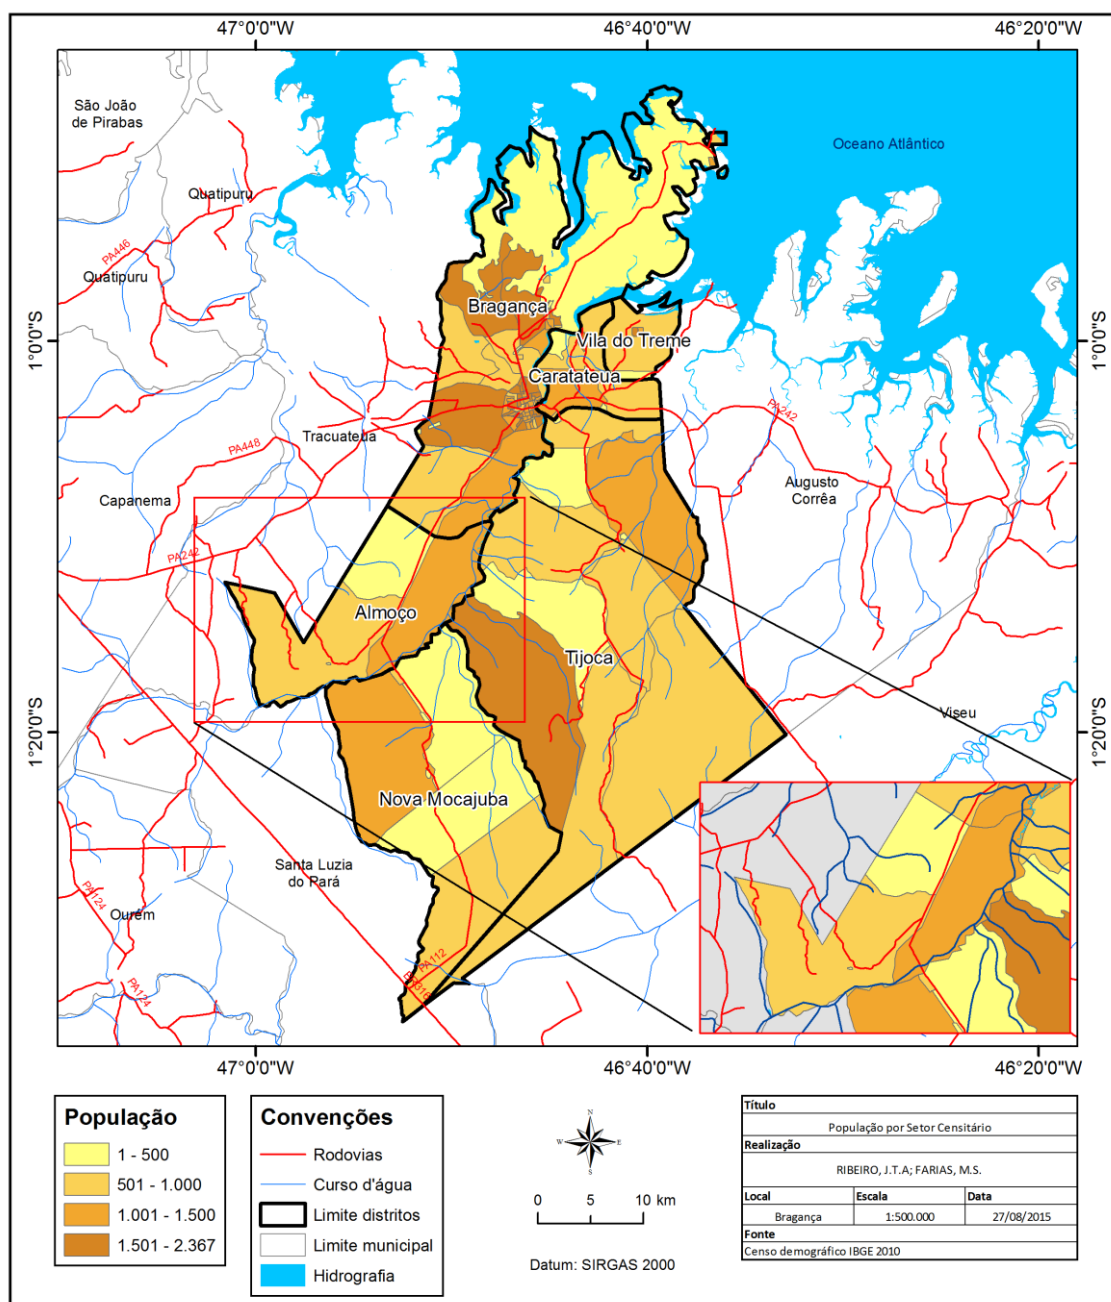 47°0'0"W
46°40'0"W
46°20'0"W
São João
de Pirabas
Oceano Atlântico
Quatipuru
PA446
Quatipuru
Bragança
1°0'0"S
Vila do Treme
1°0'0"S
Caratateua
PA242
Tracuateua
PA448
Augusto
Corrêa
Capanema
PA242
Almoço
Tijoca
Viseu
1°20'0"S
1°20'0"S
Nova Mocajuba
Santa Luzia
do Pará
PA124
Ourém
PA112
PA124
47°0'0"W
46°40'0"W
46°20'0"W
População
1 - 500
501 - 1.000
1.001 - 1.500
1.501 - 2.367
Convenções
Rodovias
Curso d'água
Limite distritos
Limite municipal
Hidrografia
N
W
E
S
0 5 10 km
Datum: SIRGAS 2000
Título
População por Setor Censitário
Realização
RIBEIRO, J.T.A; FARIAS, M.S.
Local Escala Data
Bragança 1:500.000 27/08/2015
Fonte
Censo demográfico IBGE 2010